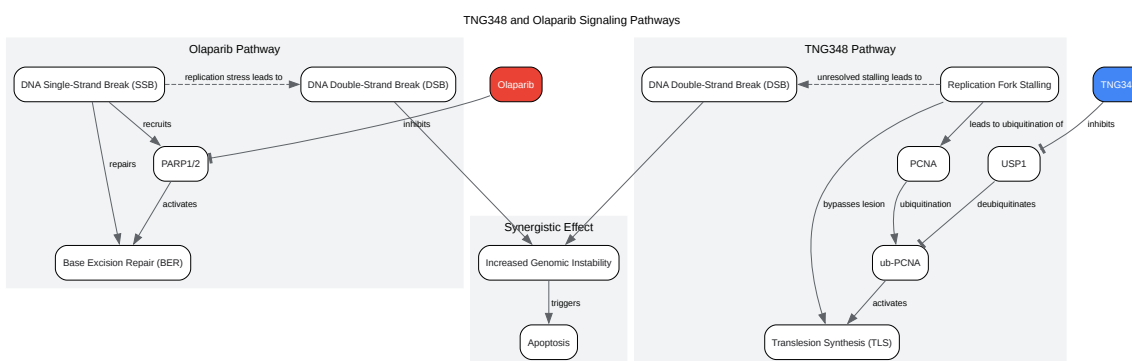 TNG348 and Olaparib Signaling Pathways
Olaparib Pathway
TNG348 Pathway
DNA Single-Strand Break (SSB)
replication stress leads to
DNA Double-Strand Break (DSB)
Olaparib
DNA Double-Strand Break (DSB)
unresolved stalling leads to
Replication Fork Stalling
TNG34
recruits
inhibits
leads to ubiquitination of
inhibits
repairs
PARP1/2
PCNA
USP1
activates
bypasses lesion
ubiquitination
deubiquitinates
Synergistic Effect
Base Excision Repair (BER)
Increased Genomic Instability
ub-PCNA
triggers
activates
Apoptosis
Translesion Synthesis (TLS)